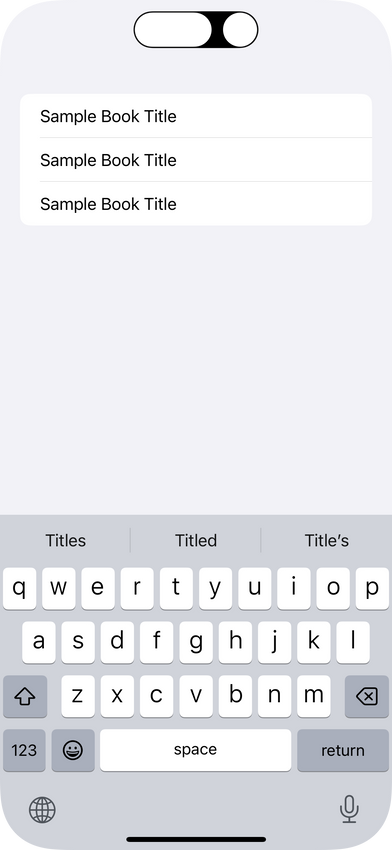 Sample Book Title
Sample Book Title
Sample Book Title
Titles Titled Title’s
q w e r t y u i o p
a s d f g h j k l
z x c v b n m
123 space return